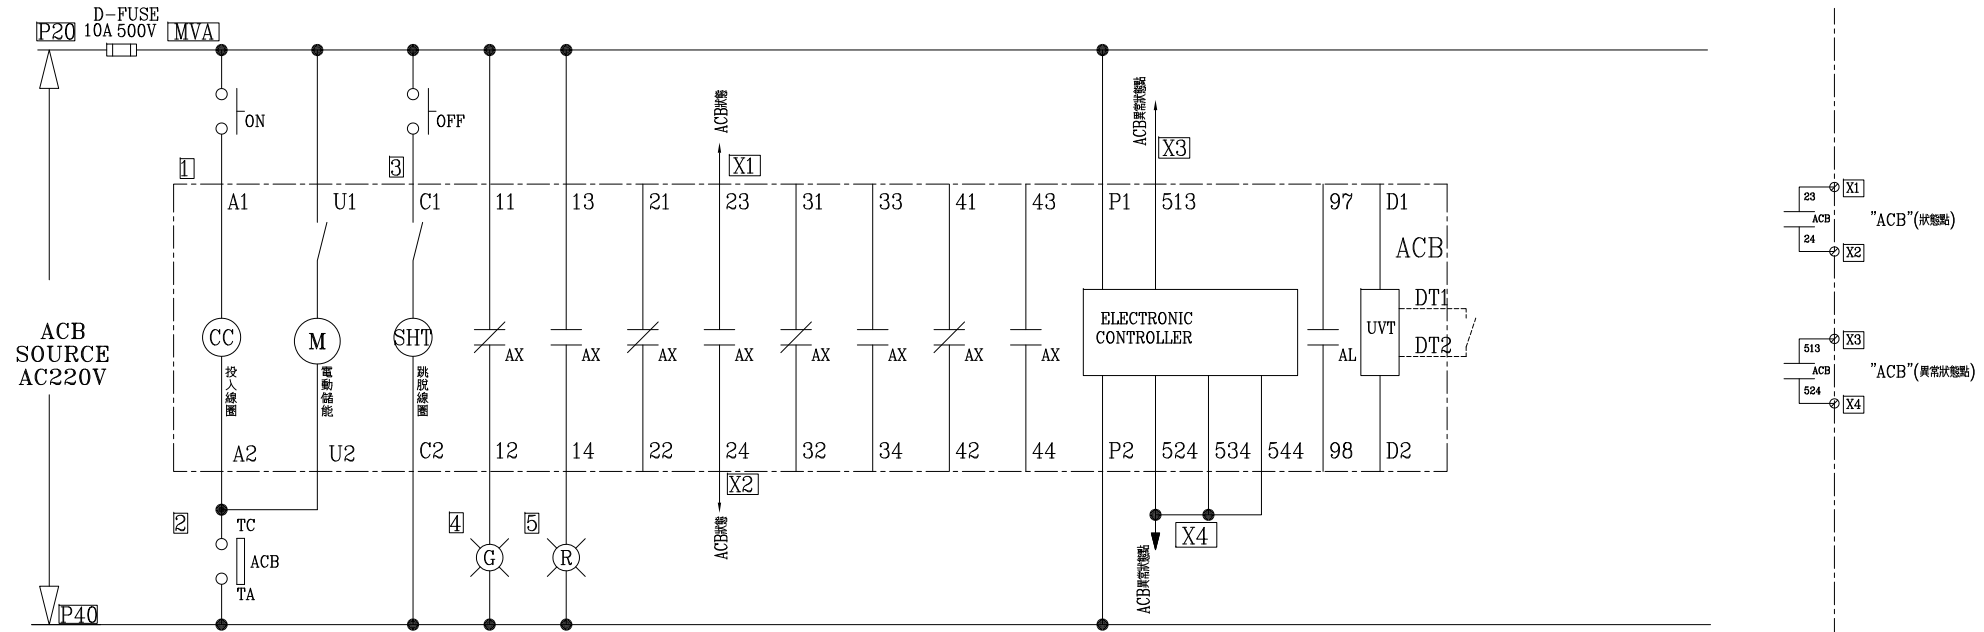 D-FUSE
P20 10A 500V MVA
ON
OFF
ACB狀態
ACB異常狀態點
1
3
X1
X3
A1 U1 C1 11 13 21 23 31 33 41 43 P1 513 97 D1
ACB
DT1
DT2
CC
M
SHT
AX
AX
AX
AX
AX
AX
AX
AX
ELECTRONIC
CONTROLLER
AL
UVT
投入線圈
電動儲能
跳脫線圈
ACB
SOURCE
AC220V
A2 U2 C2 12 14 22 24 32 34 42 44 P2 524 534 544 98 D2
X2
2
TC
ACB
TA
4
G
5
R
ACB狀態
X4
ACB異常狀態點
P40
X1
23
ACB
24
X2
"ACB"(狀態點)
X3
513
ACB
524
X4
"ACB"(異常狀態點)